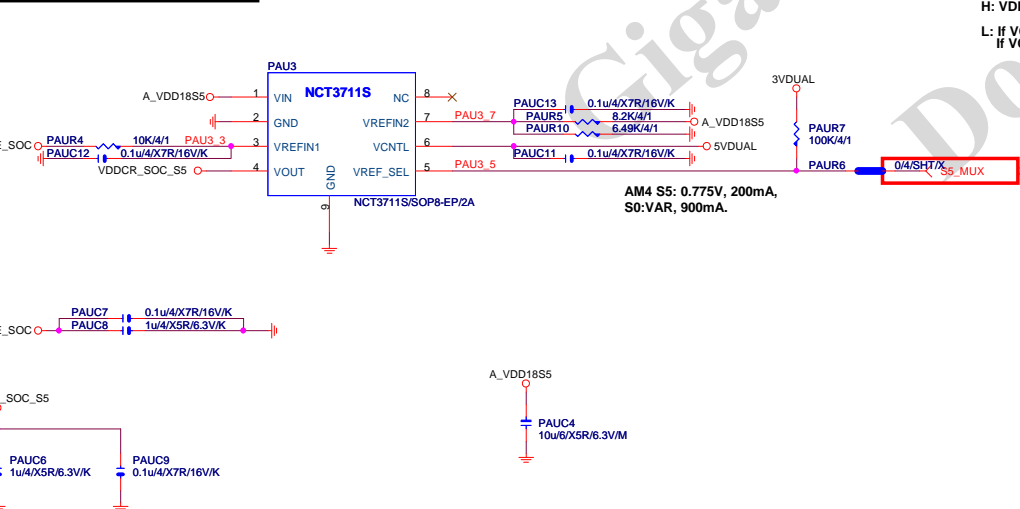 H: VD
L: If V
If V
PAU3
NCT3711S
A_VDD18S5
1
VIN
NC
8
2
GND
VREFIN2
7
PAU3_7
PAUC13
0.1u/4/X7R/16V/K
PAUR5
8.2K/4/1
A_VDD18S5
PAUR10
6.49K/4/1
E_SOC
PAUR4
10K/4/1
PAU3_3
3
VREFIN1
VCNTL
6
5VDUAL
PAUC12
0.1u/4/X7R/16V/K
PAUC11
0.1u/4/X7R/16V/K
VDDCR_SOC_S5
4
VOUT
VREF_SEL
5
PAU3_5
GND
9
NCT3711S/SOP8-EP/2A
3VDUAL
PAUR7
100K/4/1
PAUR6
0/4/SHT/X
S5_MUX
AM4 S5: 0.775V, 200mA,
S0:VAR, 900mA.
E_SOC
PAUC7
0.1u/4/X7R/16V/K
PAUC8
1u/4/X5R/6.3V/K
_SOC_S5
PAUC6
1u/4/X5R/6.3V/K
PAUC9
0.1u/4/X7R/16V/K
A_VDD18S5
PAUC4
10u/6/X5R/6.3V/M
Giga
Do